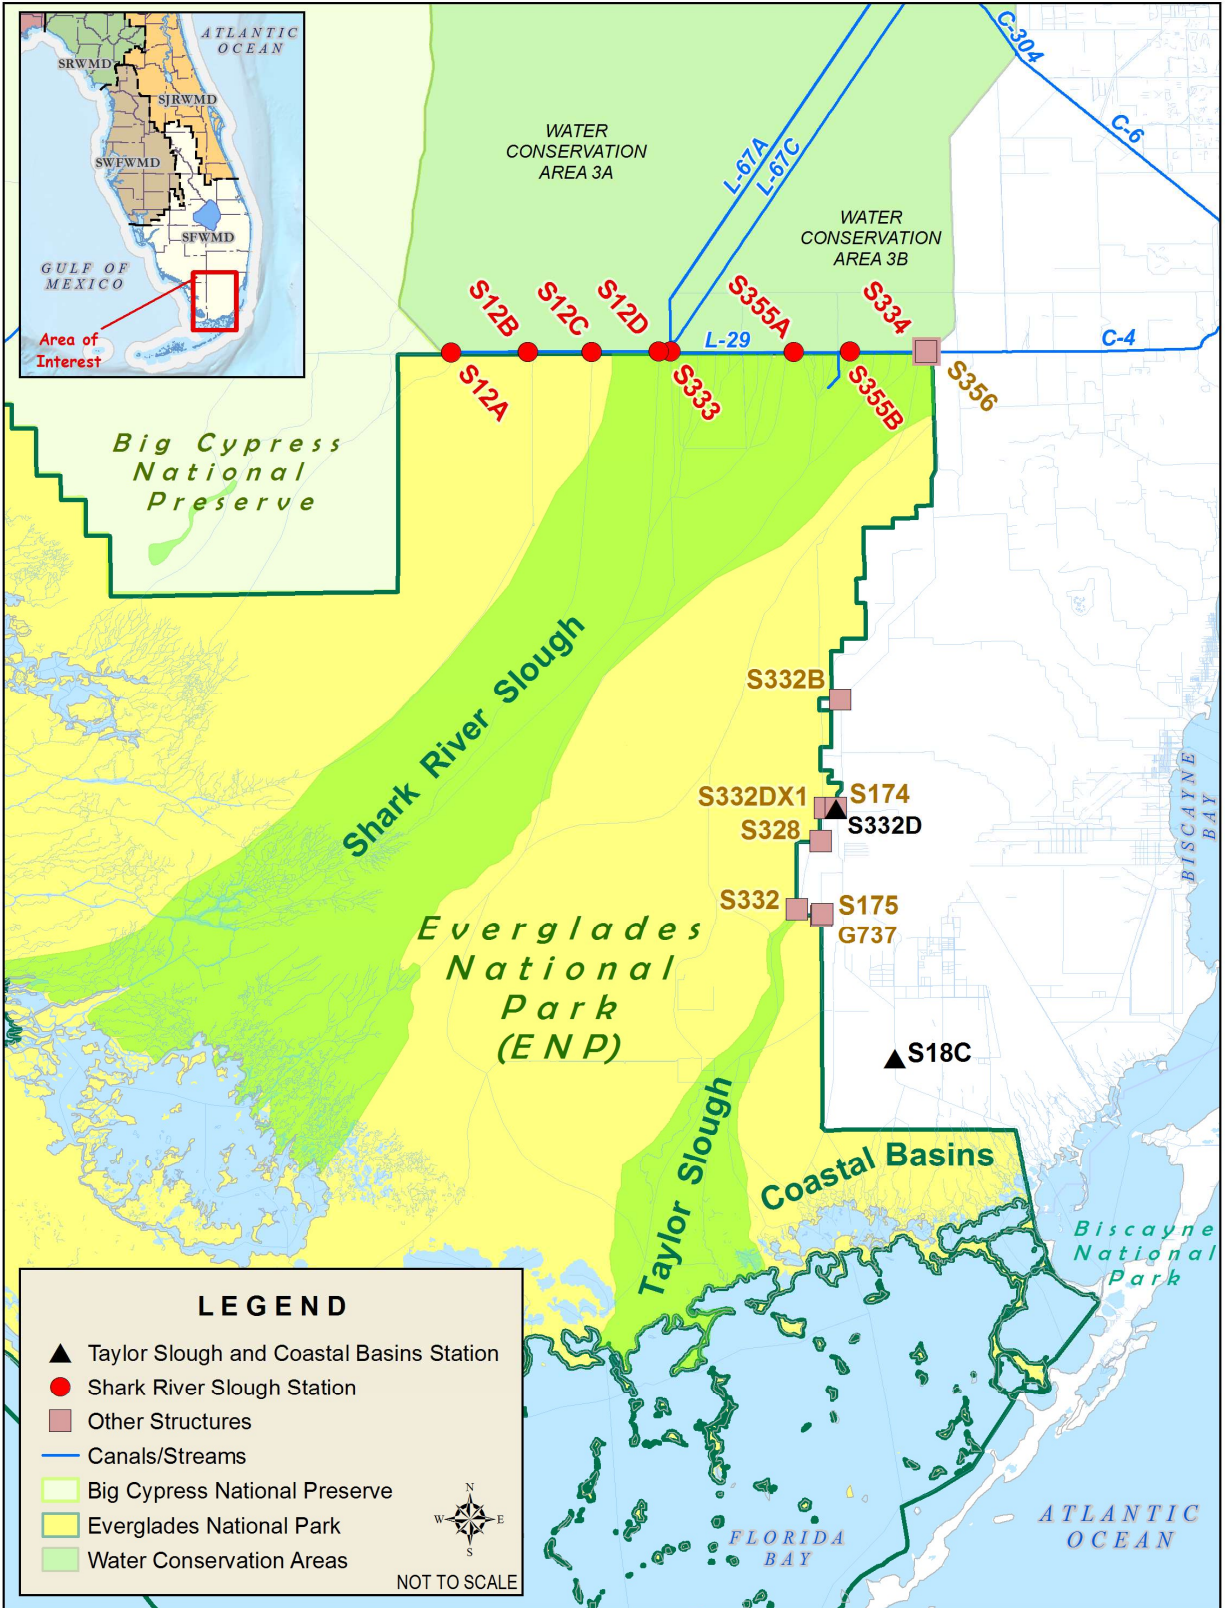 ATLANTIC
OCEAN
SRWMD
SJRWMD
SWFWMD
SFWMD
GULF OF
MEXICO
Area of
Interest
C-304
C-6
WATER
CONSERVATION
AREA 3A
L-67A
L-67C
WATER
CONSERVATION
AREA 3B
S12B
S12C
S12D
S355A
S334
L-29
C-4
S12A
S333
S355B
S356
Big Cypress
National
Preserve
Shark River Slough
S332B
S332DX1
S174
S332D
S328
S332
S175
G737
BISCAYNE
BAY
Everglades
National
Park
(ENP)
S18C
Taylor Slough
Coastal Basins
Biscayne
National
Park
LEGEND
Taylor Slough and Coastal Basins Station
Shark River Slough Station
Other Structures
Canals/Streams
Big Cypress National Preserve
Everglades National Park
Water Conservation Areas
N
W
E
S
NOT TO SCALE
FLORIDA
BAY
ATLANTIC
OCEAN